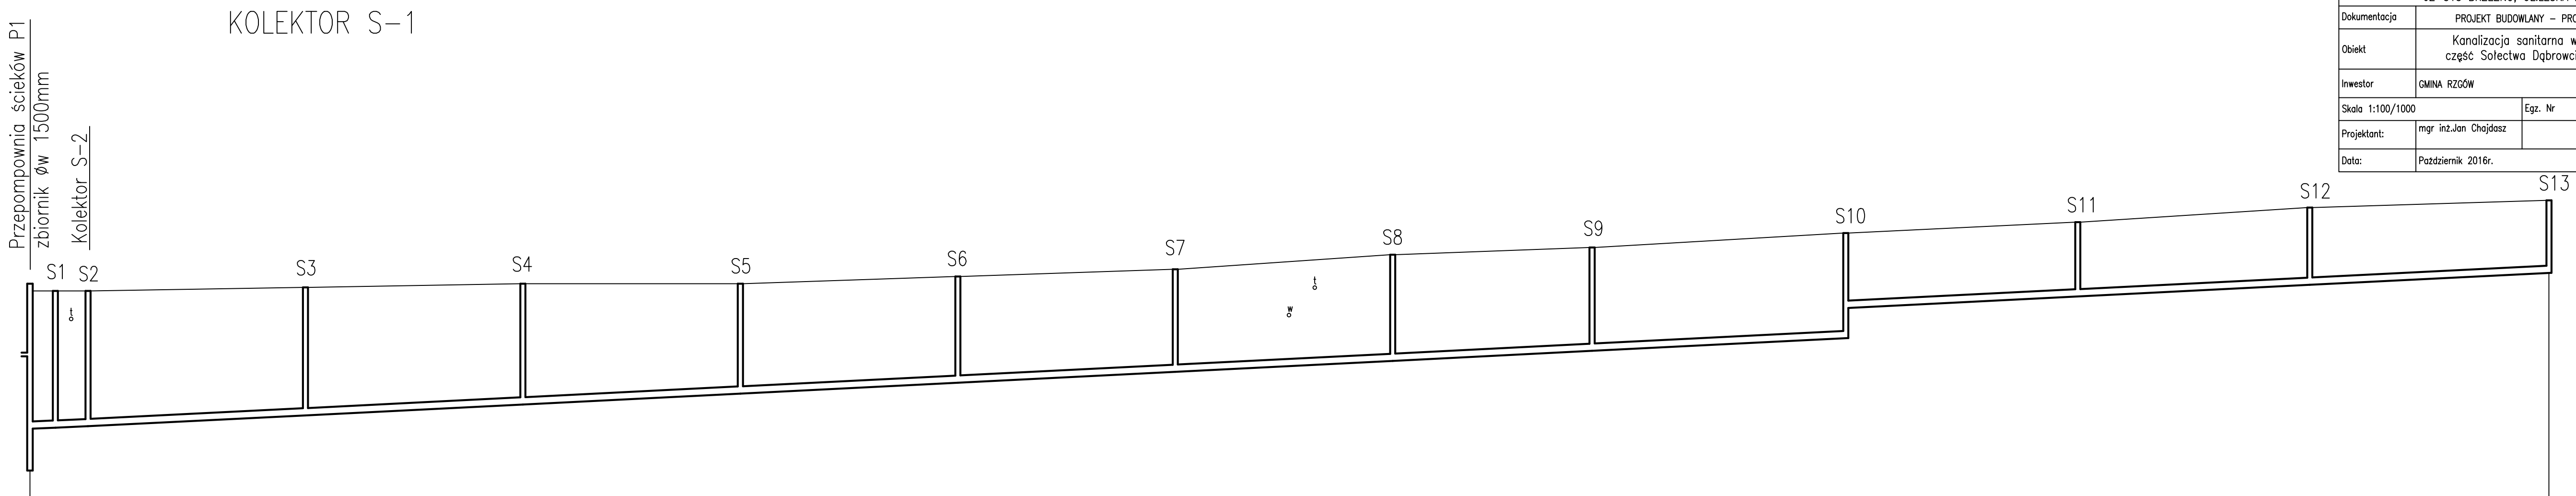 KOLEKTOR S-1
Przepompownia ścieków P1
zbiornik øw 1500mm
Kolektor S-2
S1
S2
S3
S4
S5
S6
S7
S8
S9
S10
S11
S12
S13
t
w
t
Dokumentacja
PROJEKT BUDOWLANY - PRO
Obiekt
Kanalizacja sanitarna w
część Sołectwa Dąbrowc
Inwestor
GMINA RZGÓW
Skala 1:100/1000
Egz. Nr
Projektant:
mgr inż.Jan Chajdasz
Data:
Październik 2016r.